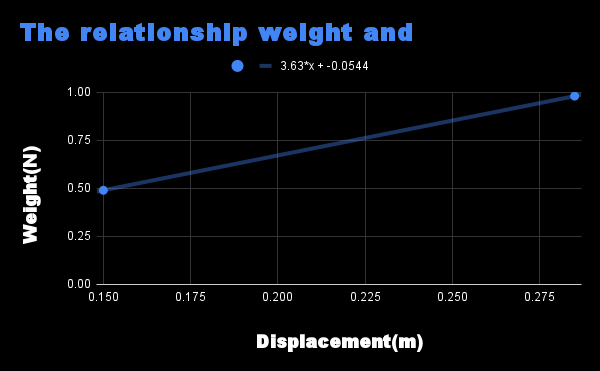 The relationship weight and
3.63*x + -0.0544
1.00
0.75
0.50
0.25
0.00
Weight(N)
0.150 0.175 0.200 0.225 0.250 0.275
Displacement(m)